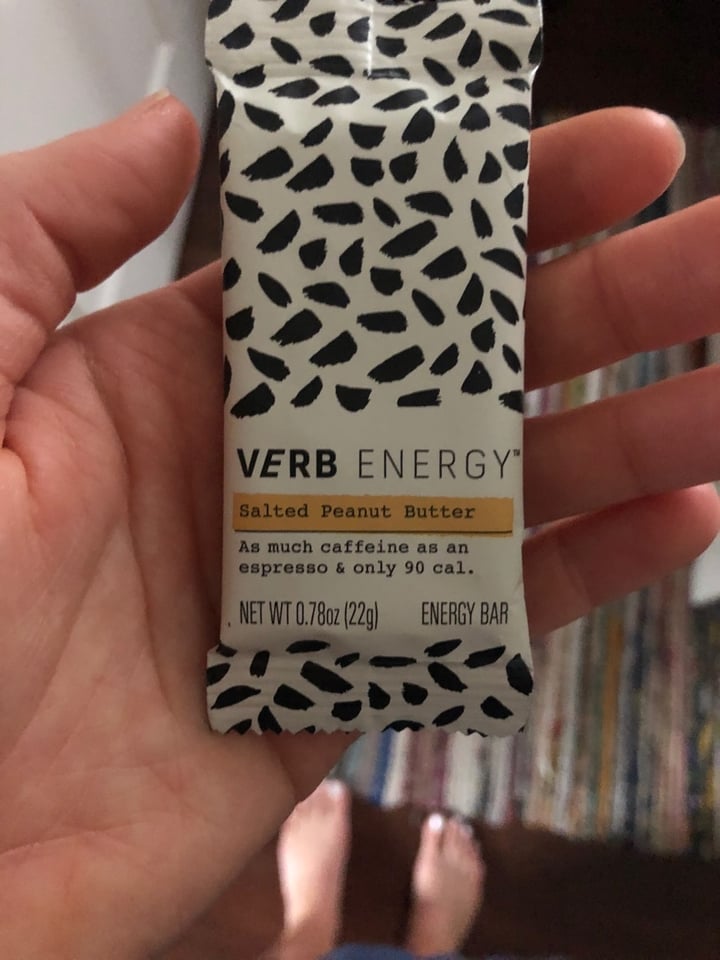 VERB ENERGY™
Salted Peanut Butter
As much caffeine as an
espresso & only 90 cal.
NET WT 0.78oz (22g) ENERGY BAR